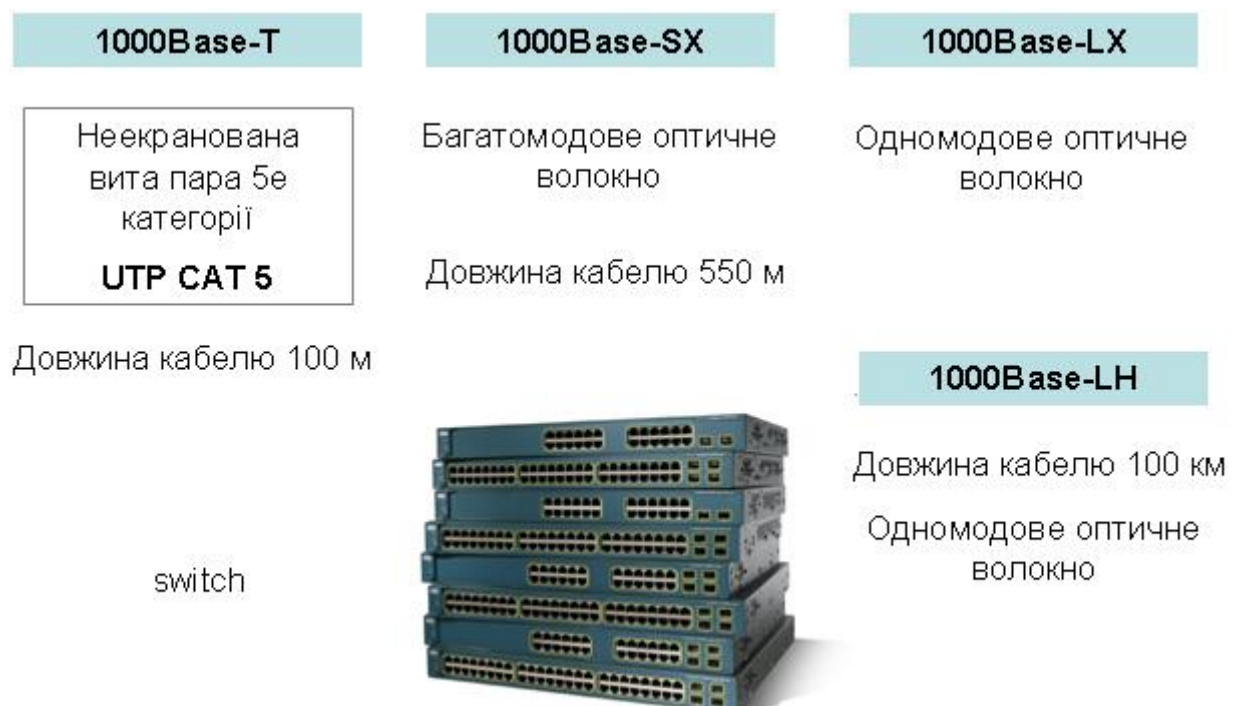 1000Base-T
Неекранована
вита пара 5е
категорії
UTP CAT 5
Довжина кабелю 100 м
switch
1000Base-SX
Багатомодове оптичне
волокно
Довжина кабелю 550 м
1000Base-LX
Одномодове оптичне
волокно
1000Base-LH
Довжина кабелю 100 км
Одномодове оптичне
волокно